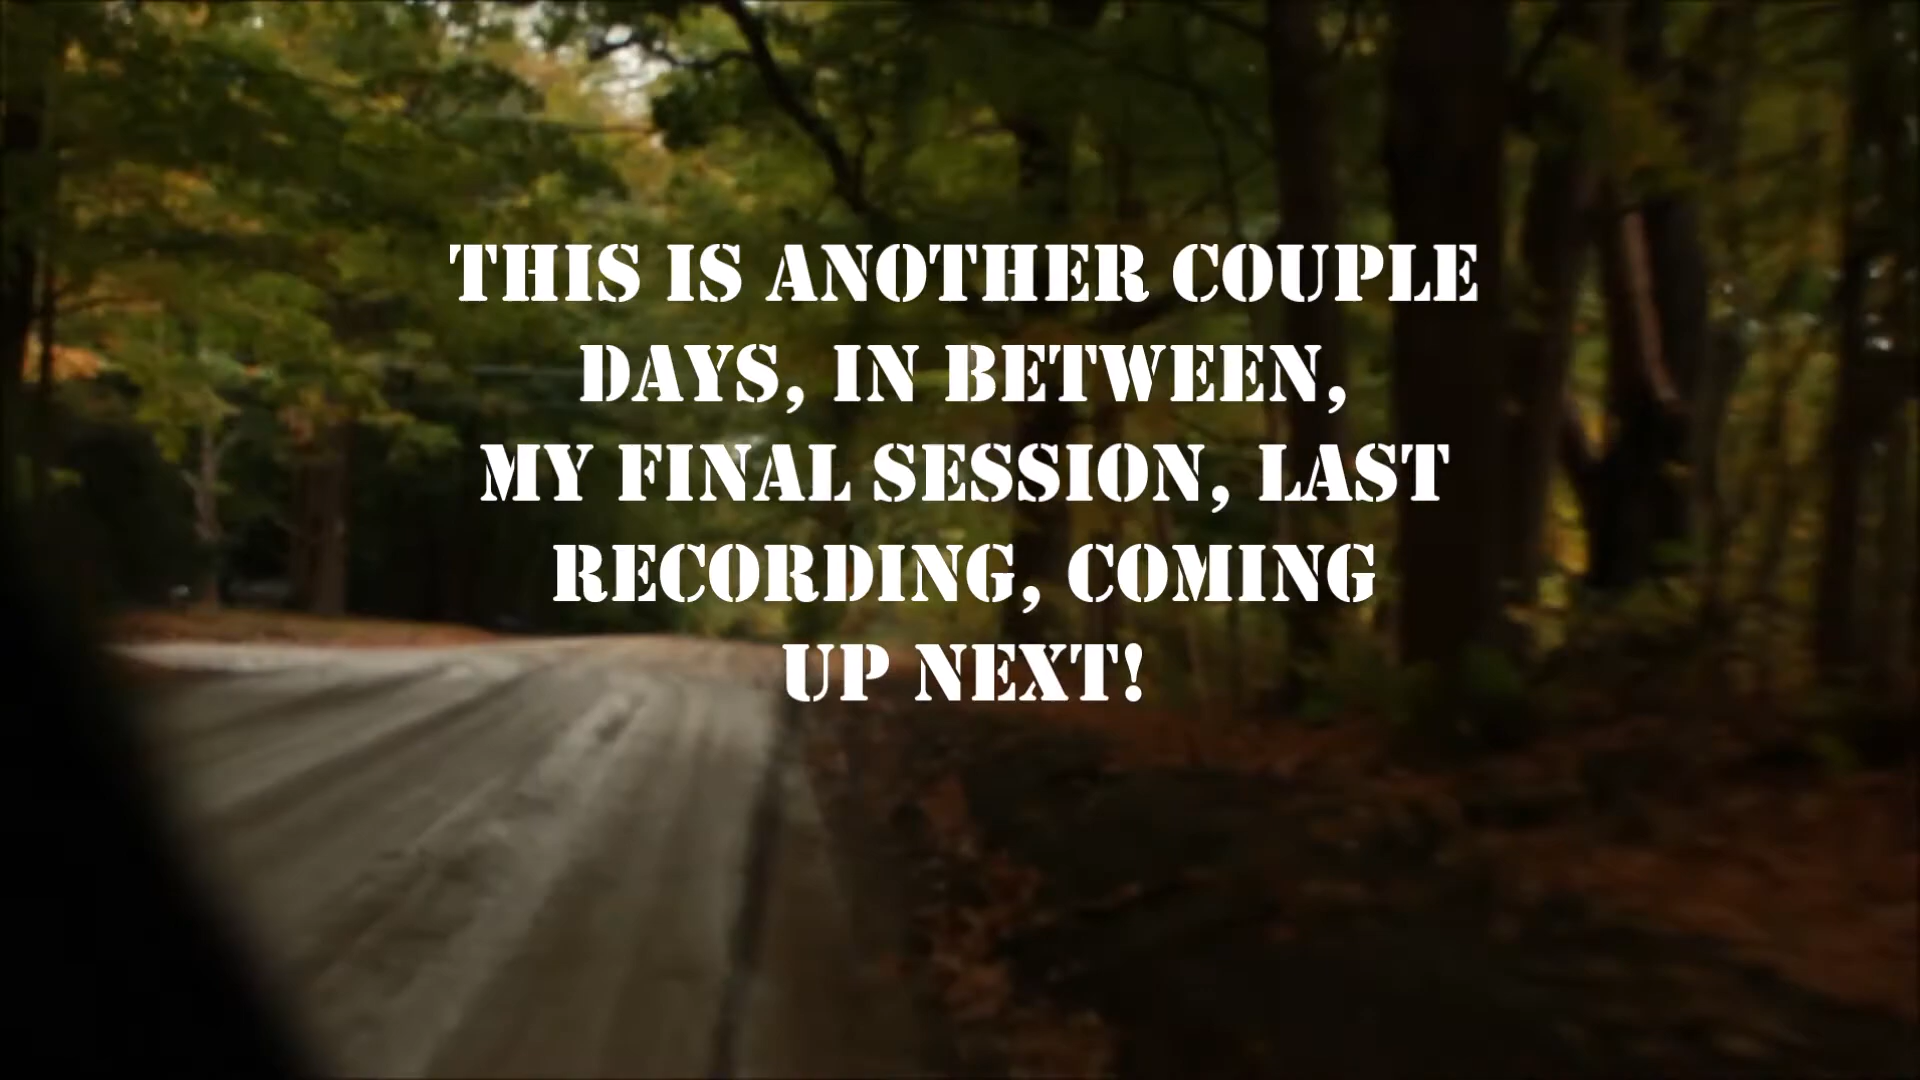 THIS IS ANOTHER COUPLE
DAYS, IN BETWEEN,
MY FINAL SESSION, LAST
RECORDING, COMING
UP NEXT!